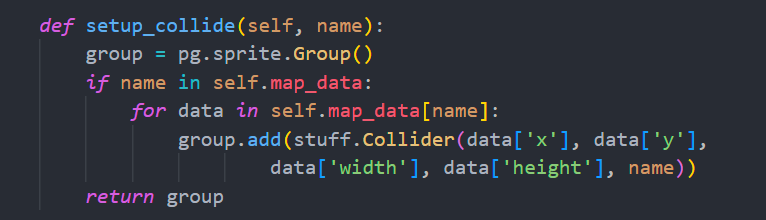 def setup_collide(self, name):
    group = pg.sprite.Group()
    if name in self.map_data:
        for data in self.map_data[name]:
            group.add(stuff.Collider(data['x'], data['y'],
                    data['width'], data['height'], name))
    return group